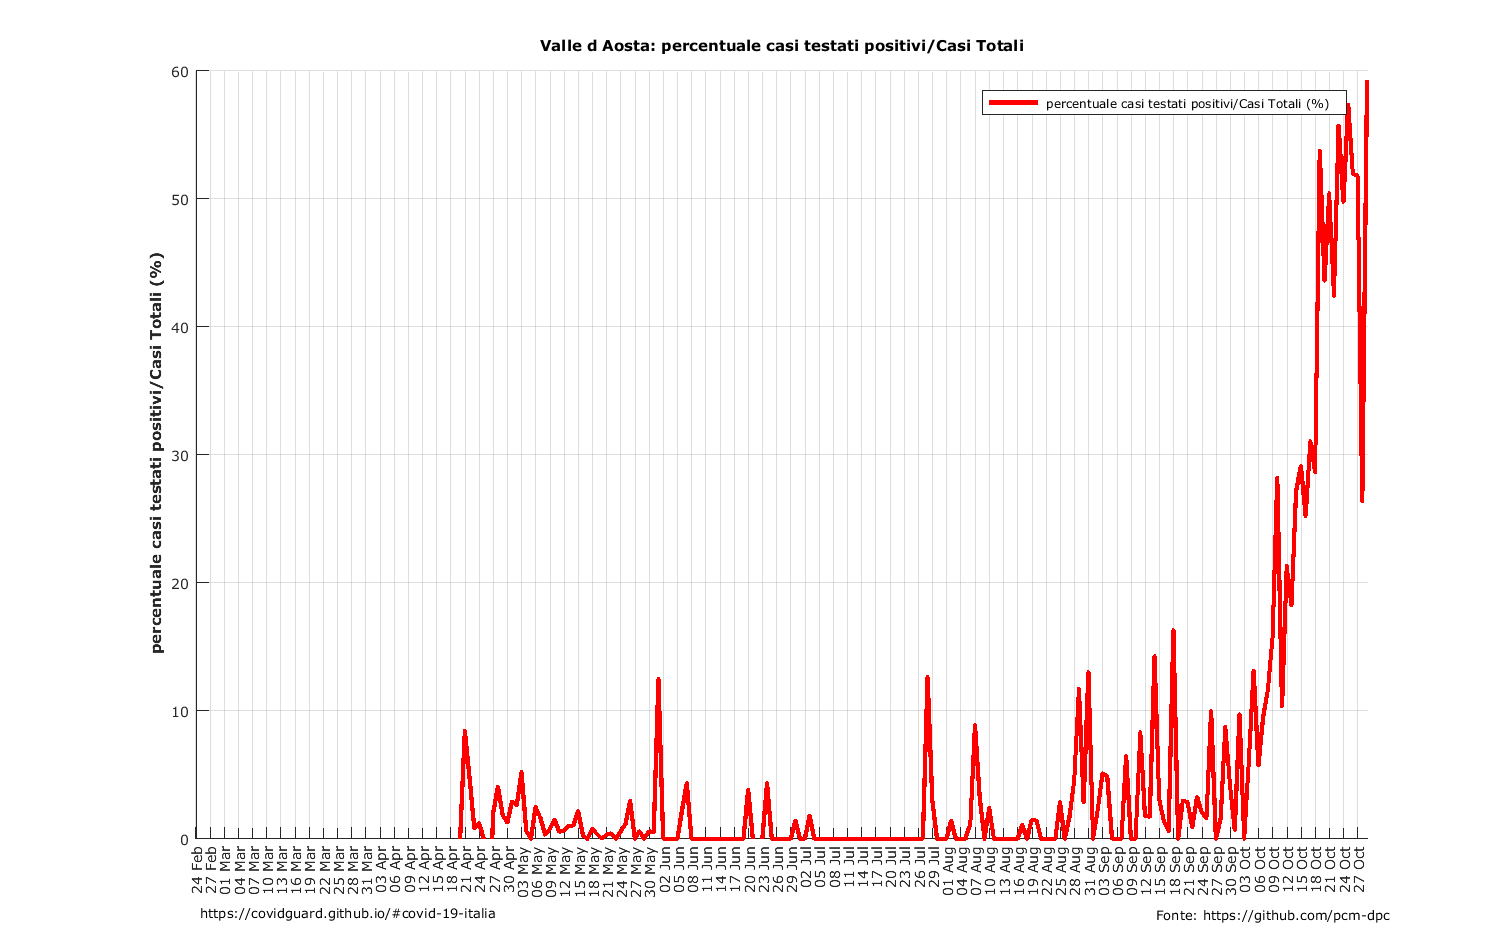 Valle d Aosta: percentuale casi testati positivi/Casi Totali
percentuale casi testati positivi/Casi Totali (%)
percentuale casi testati positivi/Casi Totali (%)
60
50
40
30
20
10
0
24 Feb
27 Feb
01 Mar
04 Mar
07 Mar
10 Mar
13 Mar
16 Mar
19 Mar
22 Mar
25 Mar
28 Mar
31 Mar
03 Apr
06 Apr
09 Apr
12 Apr
15 Apr
18 Apr
21 Apr
24 Apr
27 Apr
30 Apr
03 May
06 May
09 May
12 May
15 May
18 May
21 May
24 May
27 May
30 May
02 Jun
05 Jun
08 Jun
11 Jun
14 Jun
17 Jun
20 Jun
23 Jun
26 Jun
29 Jun
02 Jul
05 Jul
08 Jul
11 Jul
14 Jul
17 Jul
20 Jul
23 Jul
26 Jul
29 Jul
01 Aug
04 Aug
07 Aug
10 Aug
13 Aug
16 Aug
19 Aug
22 Aug
25 Aug
28 Aug
31 Aug
03 Sep
06 Sep
09 Sep
12 Sep
15 Sep
18 Sep
21 Sep
24 Sep
27 Sep
30 Sep
03 Oct
06 Oct
09 Oct
12 Oct
15 Oct
18 Oct
21 Oct
24 Oct
27 Oct
https://covidguard.github.io/#covid-19-italia
Fonte: https://github.com/pcm-dpc